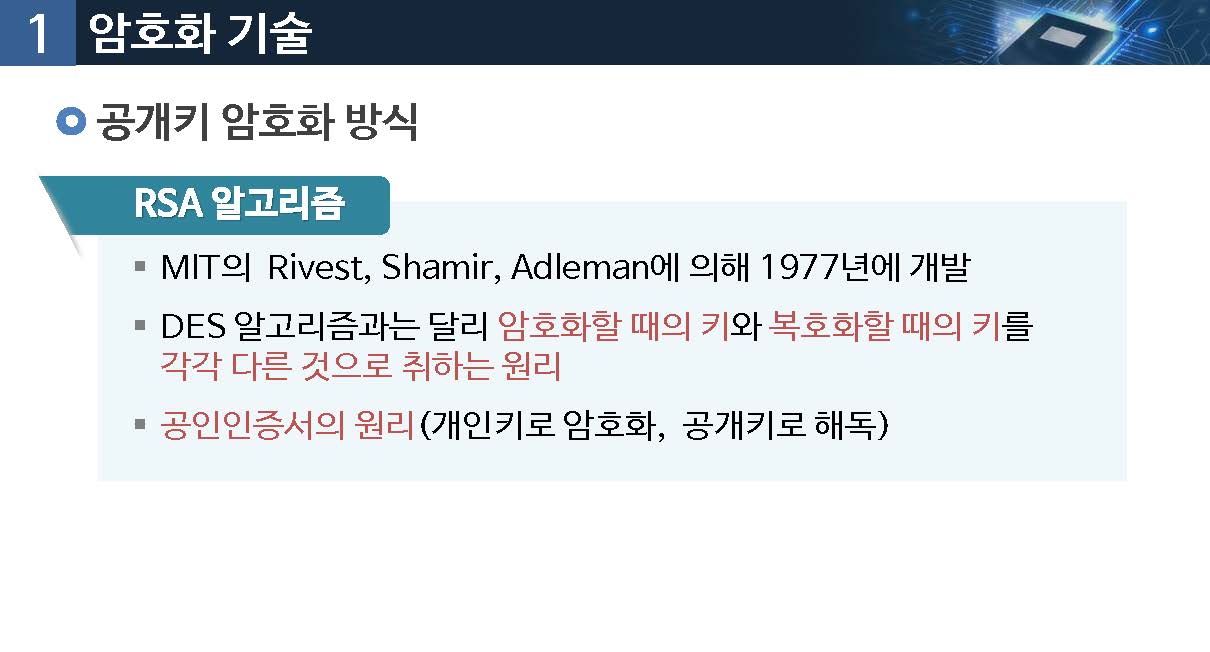 1 암호화 기술
공개키 암호화 방식
RSA 알고리즘
▪ MIT의 Rivest, Shamir, Adleman에 의해 1977년에 개발
▪ DES 알고리즘과는 달리 암호화할 때의 키와 복호화할 때의 키를
각각 다른 것으로 취하는 원리
▪ 공인인증서의 원리(개인키로 암호화, 공개키로 해독)